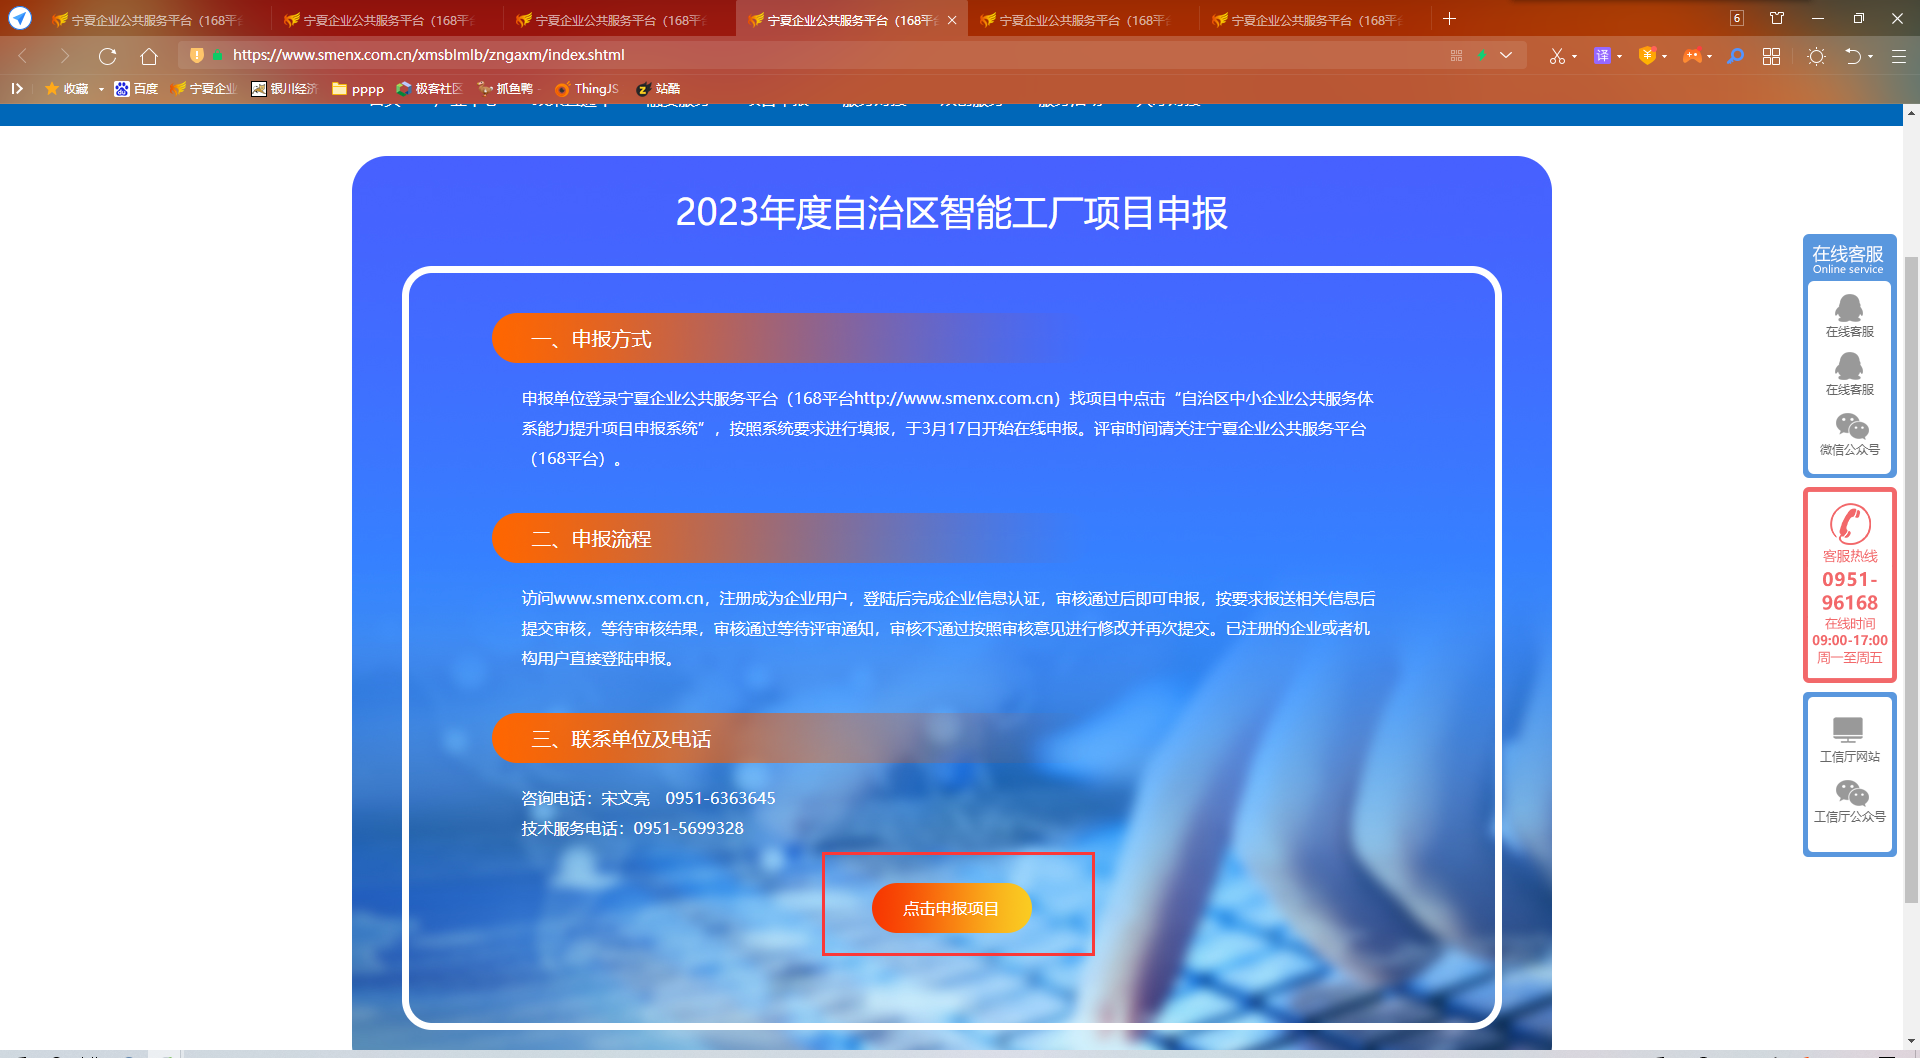 宁夏企业公共服务平台（168平
宁夏企业公共服务平台（168平
宁夏企业公共服务平台（168平
宁夏企业公共服务平台（168平台
宁夏企业公共服务平台（168平
宁夏企业公共服务平台（168平
6
https://www.smenx.com.cn/xmsblmlb/zngaxm/index.shtml
译
收藏
百度
宁夏企业
银川经济
pppp
极客社区
抓鱼鸭
ThingJS
站酷
2023年度自治区智能工厂项目申报
一、申报方式
申报单位登录宁夏企业公共服务平台（168平台http://www.smenx.com.cn）找项目中点击“自治区中小企业公共服务体
系能力提升项目申报系统”，按照系统要求进行填报，于3月17日开始在线申报。评审时间请关注宁夏企业公共服务平台
（168平台）。
二、申报流程
访问www.smenx.com.cn，注册成为企业用户，登陆后完成企业信息认证，审核通过后即可申报，按要求报送相关信息后
提交审核，等待审核结果，审核通过等待评审通知，审核不通过按照审核意见进行修改并再次提交。已注册的企业或者机
构用户直接登陆申报。
三、联系单位及电话
咨询电话：宋文亮 0951-6363645
技术服务电话：0951-5699328
点击申报项目
在线客服
Online service
在线客服
在线客服
微信公众号
客服热线
0951-
96168
在线时间
09:00-17:00
周一至周五
工信厅网站
工信厅公众号